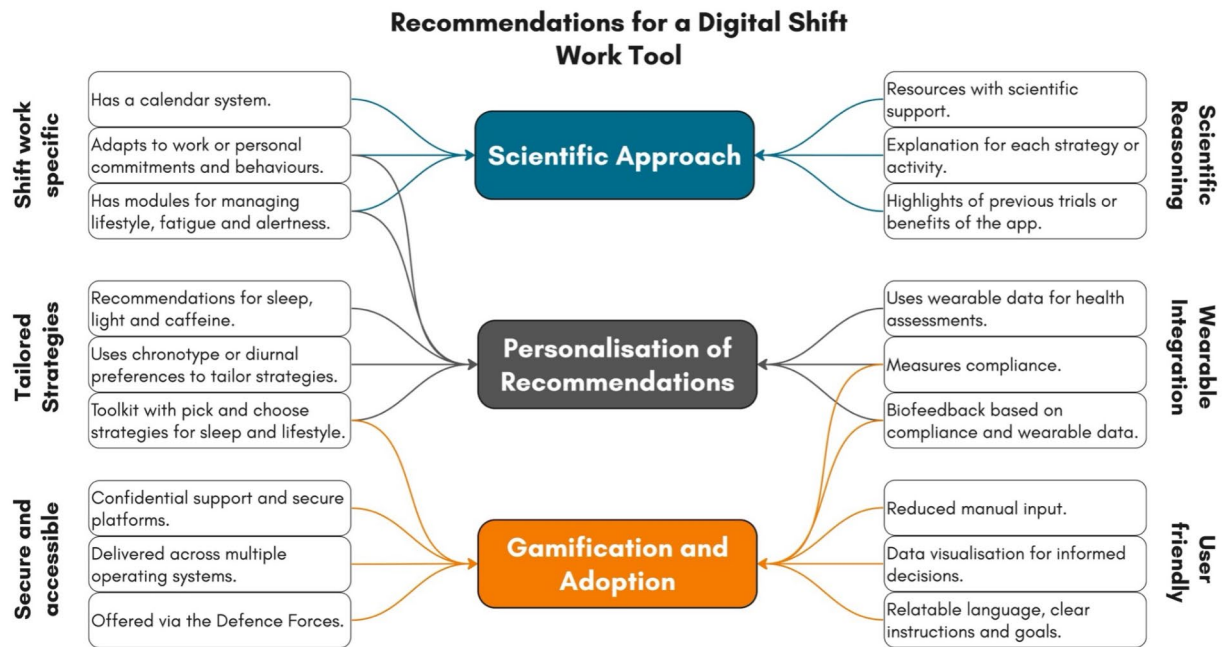 Recommendations for a Digital Shift
Work Tool
Shift work
specific
Has a calendar system.
Adapts to work or personal
commitments and behaviours.
Has modules for managing
lifestyle, fatigue and alertness.
Tailored
Strategies
Recommendations for sleep,
light and caffeine.
Uses chronotype or diurnal
preferences to tailor strategies.
Toolkit with pick and choose
strategies for sleep and lifestyle.
Secure and
accessible
Confidential support and secure
platforms.
Delivered across multiple
operating systems.
Offered via the Defence Forces.
Scientific Approach
Personalisation of
Recommendations
Gamification and
Adoption
Resources with scientific
support.
Explanation for each strategy or
activity.
Highlights of previous trials or
benefits of the app.
Scientific
Reasoning
Uses wearable data for health
assessments.
Measures compliance.
Biofeedback based on
compliance and wearable data.
Wearable
Integration
Reduced manual input.
Data visualisation for informed
decisions.
Relatable language, clear
instructions and goals.
User
friendly